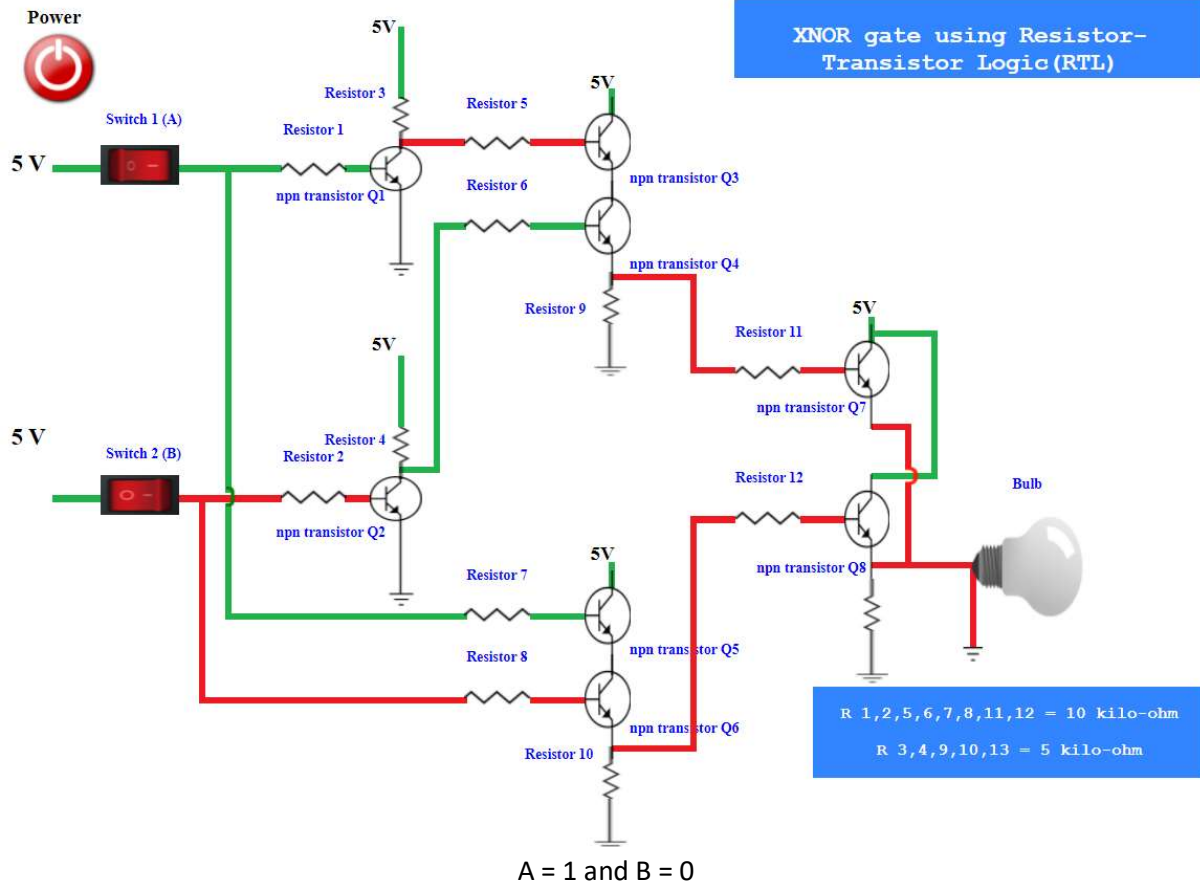 Power
5V
XNOR gate using Resistor-
Transistor Logic(RTL)
Resistor 3
Resistor 5
5V
Switch 1 (A)
Resistor 1
5 V
npn transistor Q1
Resistor 6
npn transistor Q3
npn transistor Q4
Resistor 9
5V
Resistor 11
5V
npn transistor Q7
5 V
Switch 2 (B)
Resistor 4
Resistor 2
npn transistor Q2
Resistor 12
Bulb
5V
npn transistor Q8
Resistor 7
npn transistor Q5
Resistor 8
npn transistor Q6
Resistor 10
R 1,2,5,6,7,8,11,12 = 10 kilo-ohm
R 3,4,9,10,13 = 5 kilo-ohm
A = 1 and B = 0